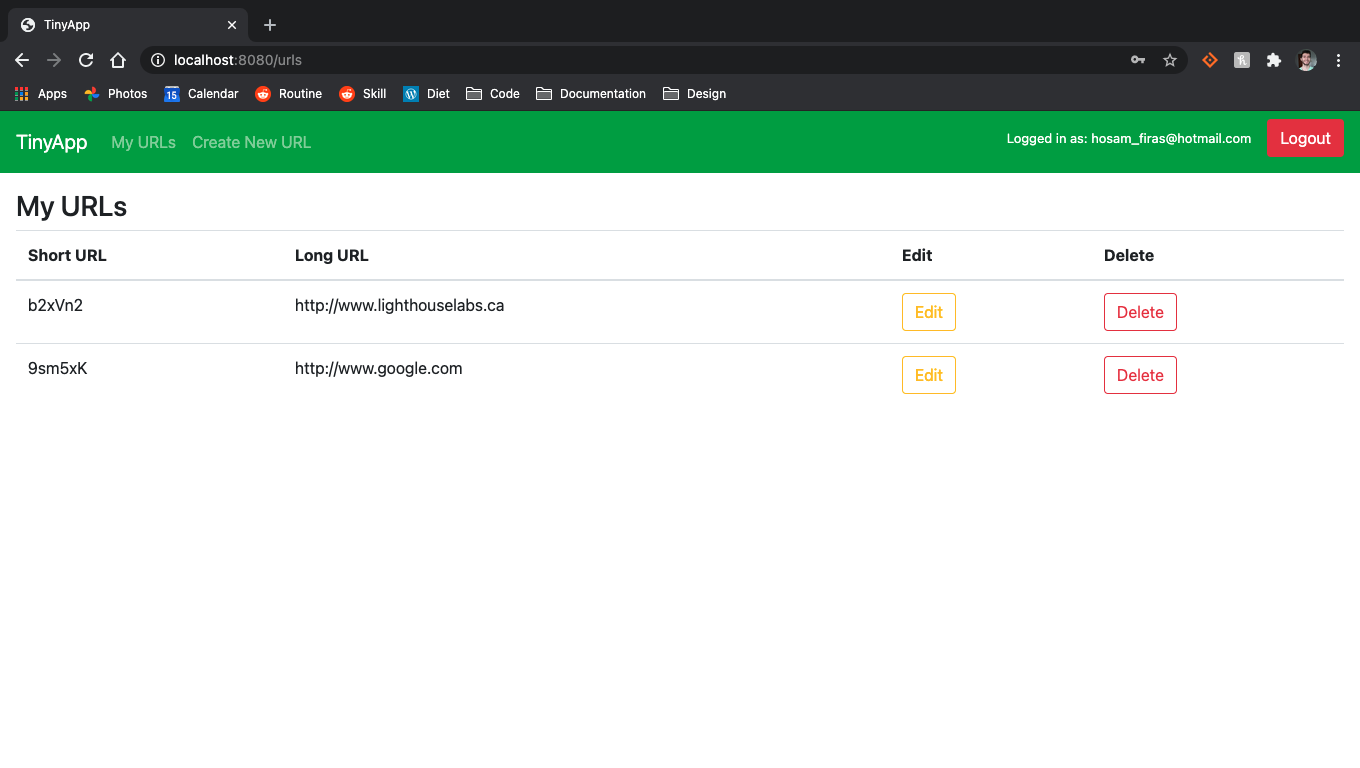 TinyApp
localhost:8080/urls
Apps Photos 15 Calendar Routine Skill Diet Code Documentation Design
TinyApp My URLs Create New URL Logged in as: hosam_firas@hotmail.com Logout
My URLs
Short URL Long URL Edit Delete
b2xVn2 http://www.lighthouselabs.ca Edit Delete
9sm5xK http://www.google.com Edit Delete